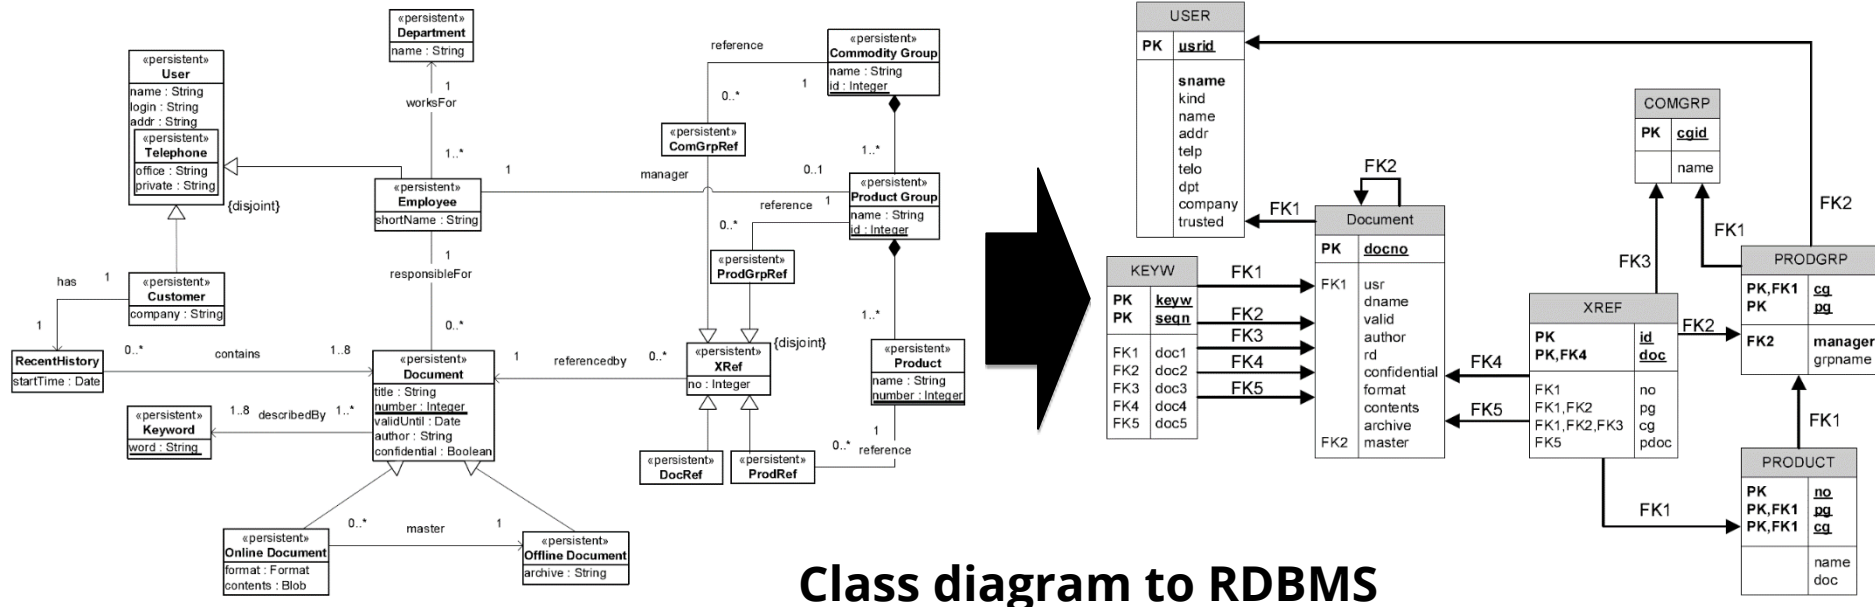 «persistent»
Department
name : String
1
worksFor
1..*
«persistent»
User
name : String
login : String
addr : String
«persistent»
Telephone
office : String
private : String
{disjoint}
«persistent»
Employee
shortName : String
1
manager
0..1
1
responsibleFor
0..*
reference
0..*
1
«persistent»
Commodity Group
name : String
id : Integer
1..*
«persistent»
ComGrpRef
«persistent»
Product Group
name : String
id : Integer
reference
1
0..*
«persistent»
ProdGrpRef
1..*
{disjoint}
has
1
1
«persistent»
Customer
company : String
RecentHistory
startTime : Date
0..*
contains
1..8
«persistent»
Document
title : String
number : Integer
validUntil : Date
author : String
confidential : Boolean
1
referencedby
0..*
«persistent»
XRef
no : Integer
«persistent»
Product
name : String
number : Integer
1
0..*
reference
1..8
describedBy
1..*
«persistent»
Keyword
word : String
«persistent»
DocRef
«persistent»
ProdRef
«persistent»
Online Document
format : Format
contents : Blob
0..*
master
1
«persistent»
Offline Document
archive : String
USER
PK usrid
sname
kind
name
addr
telp
telo
dpt
company
trusted
FK1
FK2
FK2
COMGRP
PK cgid
name
FK1
FK3
KEYW
PK keyw
PK seqn
FK1 doc1
FK2 doc2
FK3 doc3
FK4 doc4
FK5 doc5
FK1
FK2
FK3
FK4
FK5
Document
PK docno
FK1 usr
dname
valid
author
rd
confidential
format
contents
archive
FK2 master
FK4
FK5
XREF
PK id
PK,FK4 doc
FK1 no
FK1,FK2 pg
FK1,FK2,FK3 cg
FK5 pdoc
FK2
FK1
PRODGRP
PK,FK1 cg
PK pg
FK2 manager
grpname
FK1
PRODUCT
PK no
PK,FK1 pg
PK,FK1 cg
name
doc
Class diagram to RDBMS